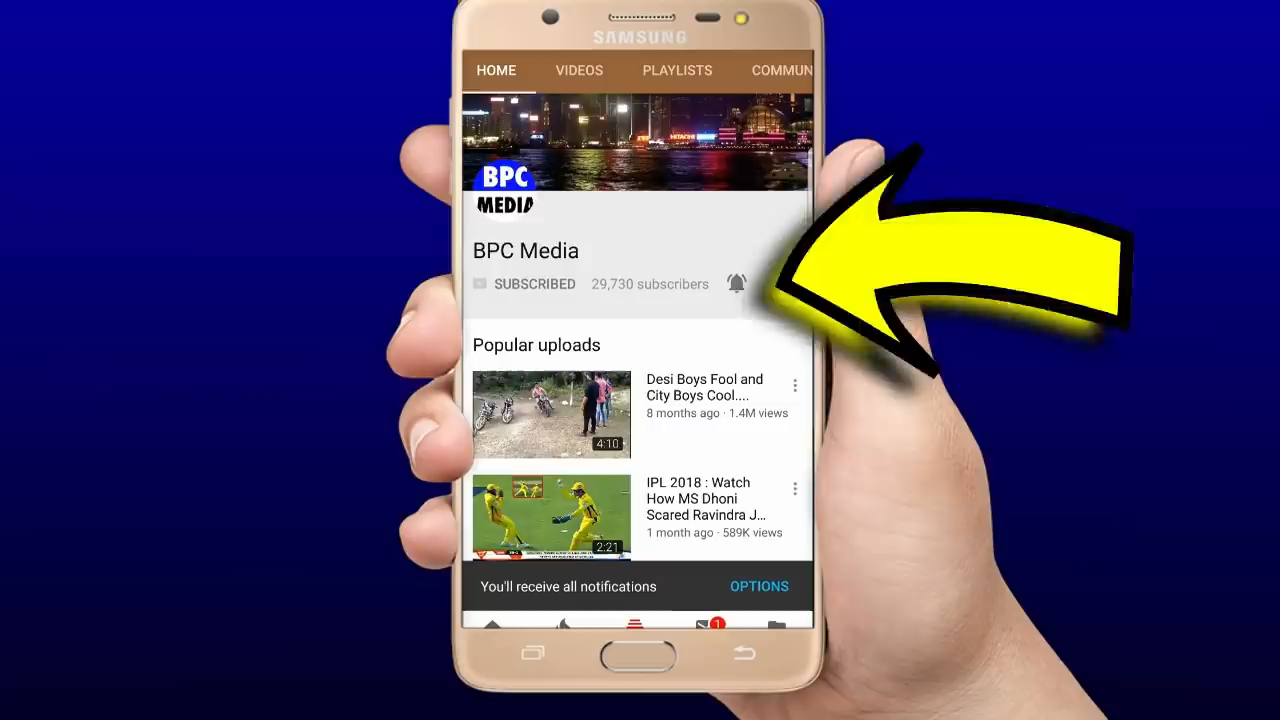 SAMSUNG
HOME VIDEOS PLAYLISTS COMMUN
HITACHI
BPC
MEDIA
BPC Media
SUBSCRIBED 29,730 subscribers
Popular uploads
Desi Boys Fool and
City Boys Cool....
8 months ago · 1.4M views
4:10
IPL 2018 : Watch
How MS Dhoni
Scared Ravindra J...
1 month ago · 589K views
2:21
You'll receive all notifications OPTIONS
1